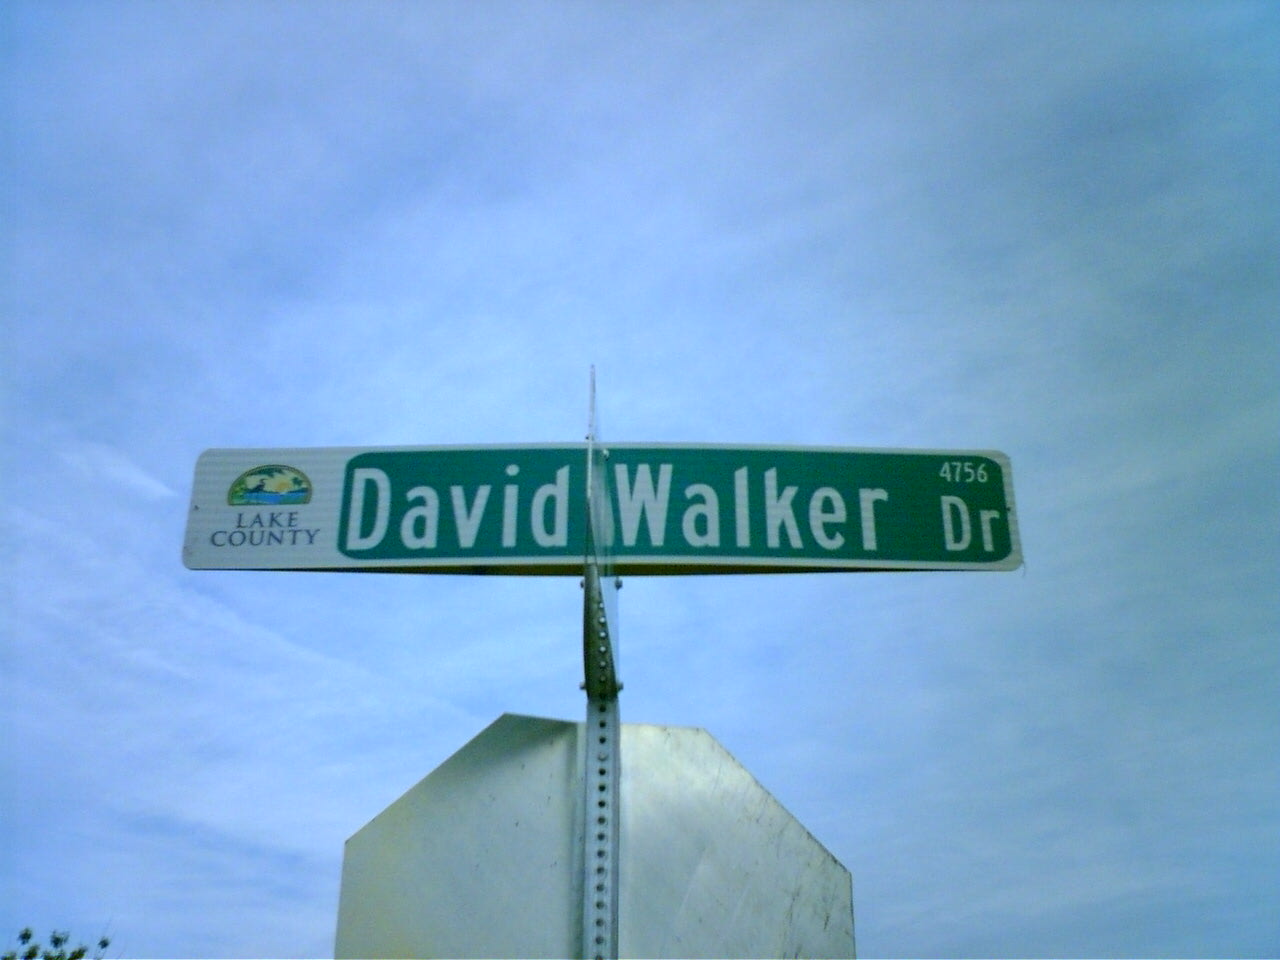 LAKE
COUNTY
David Walker Dr
4756